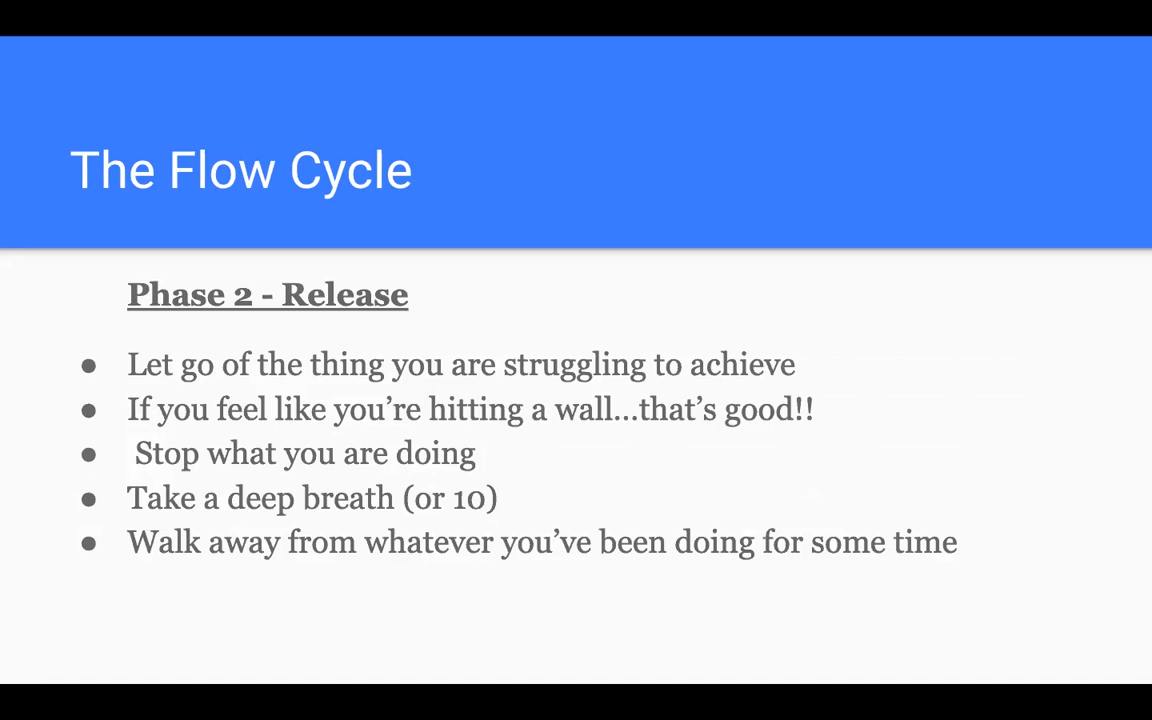 The Flow Cycle
Phase 2 - Release
● Let go of the thing you are struggling to achieve
● If you feel like you’re hitting a wall...that’s good!!
● Stop what you are doing
● Take a deep breath (or 10)
● Walk away from whatever you’ve been doing for some time